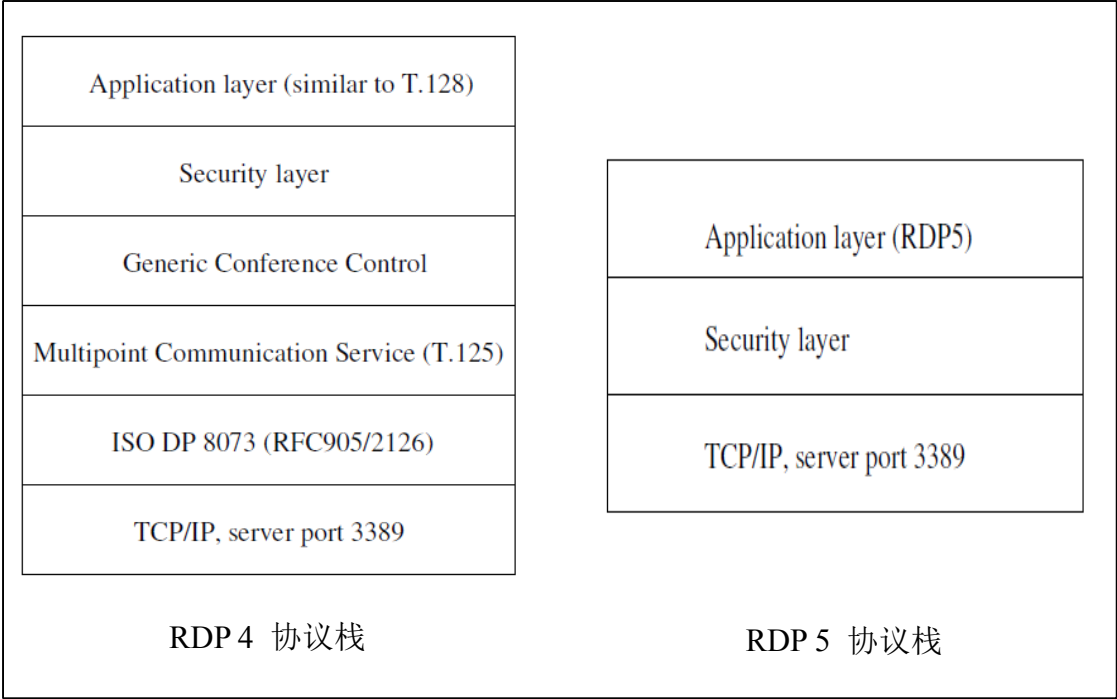 Application layer (similar to T.128)
Security layer
Generic Conference Control
Multipoint Communication Service (T.125)
ISO DP 8073 (RFC905/2126)
TCP/IP, server port 3389
RDP 4 协议栈
Application layer (RDP5)
Security layer
TCP/IP, server port 3389
RDP 5 协议栈